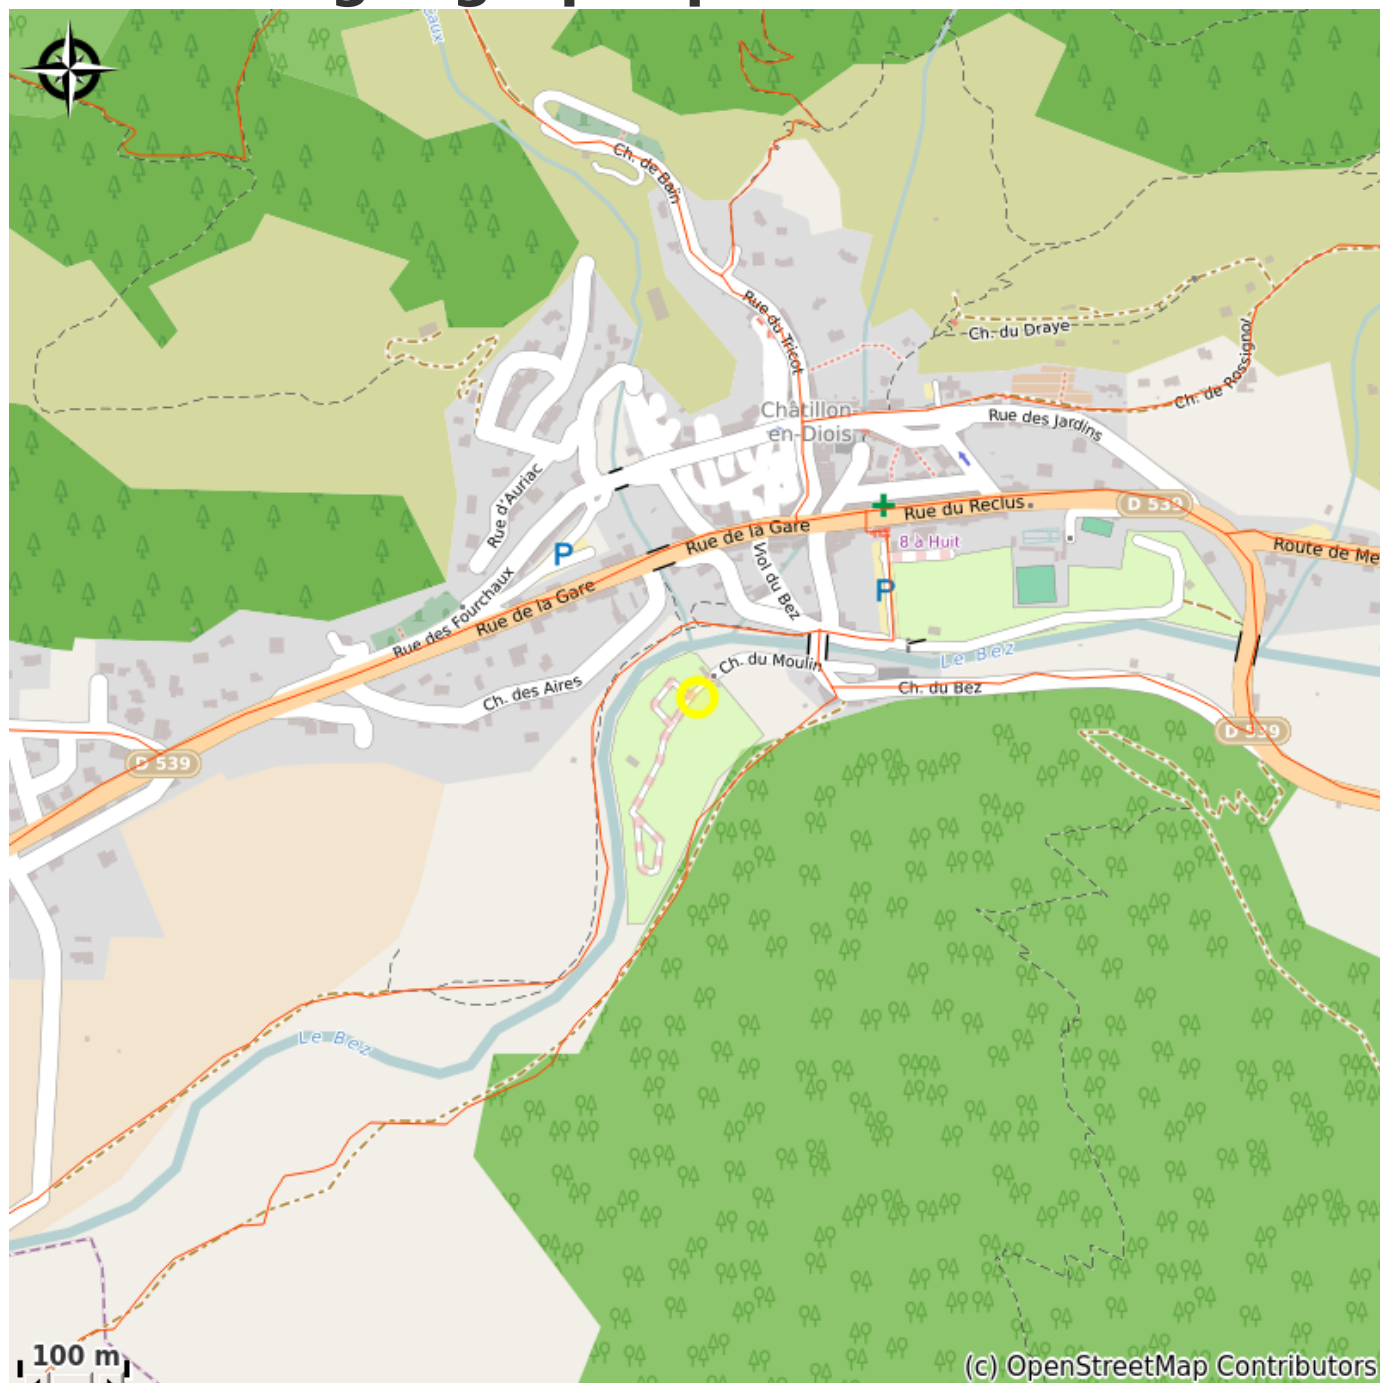 Ch. de Baïn
Rue du Tricot
Ch. du Draye
Ch. de Rossignol
Châtillon-
en-Diois
Rue des Jardins
Rue d'Auriac
D 539
Rue du Reclus
Rue de la Gare
8 à Huit
Route de Me
P
Viol du Bez
P
Rue de la Gare
Rue des Fourchaux
Le Bez
Ch. du Moulin
Ch. des Aires
Ch. du Bez
D 539
D 539
Le Bez
100 m
(c) OpenStreetMap Contributors